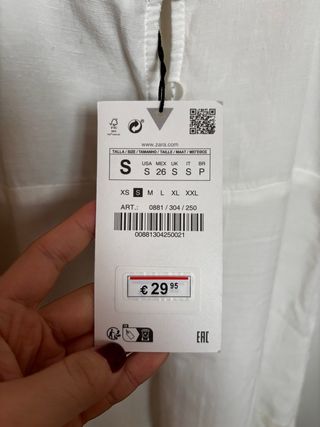 www.zara.com
TALLA / SIZE / TAMANHO / TAILLE / MAAT / МАТЕРОСЕ
S
USA MEX UK IT BR
S 26 S S P
XS S M L XL XXL
ART.: 0881 / 304 / 250
00881304250021
€ 29 95
EAC